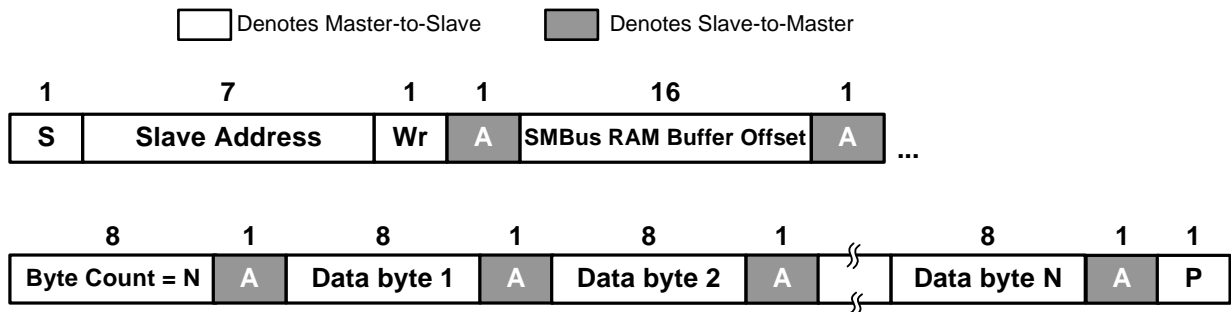 Denotes Master-to-Slave Denotes Slave-to-Master
1 7 1 1 16 1
S Slave Address Wr A SMBus RAM Buffer Offset A ...
8 1 8 1 8 1 8 1 1
Byte Count = N A Data byte 1 A Data byte 2 A Data byte N A P